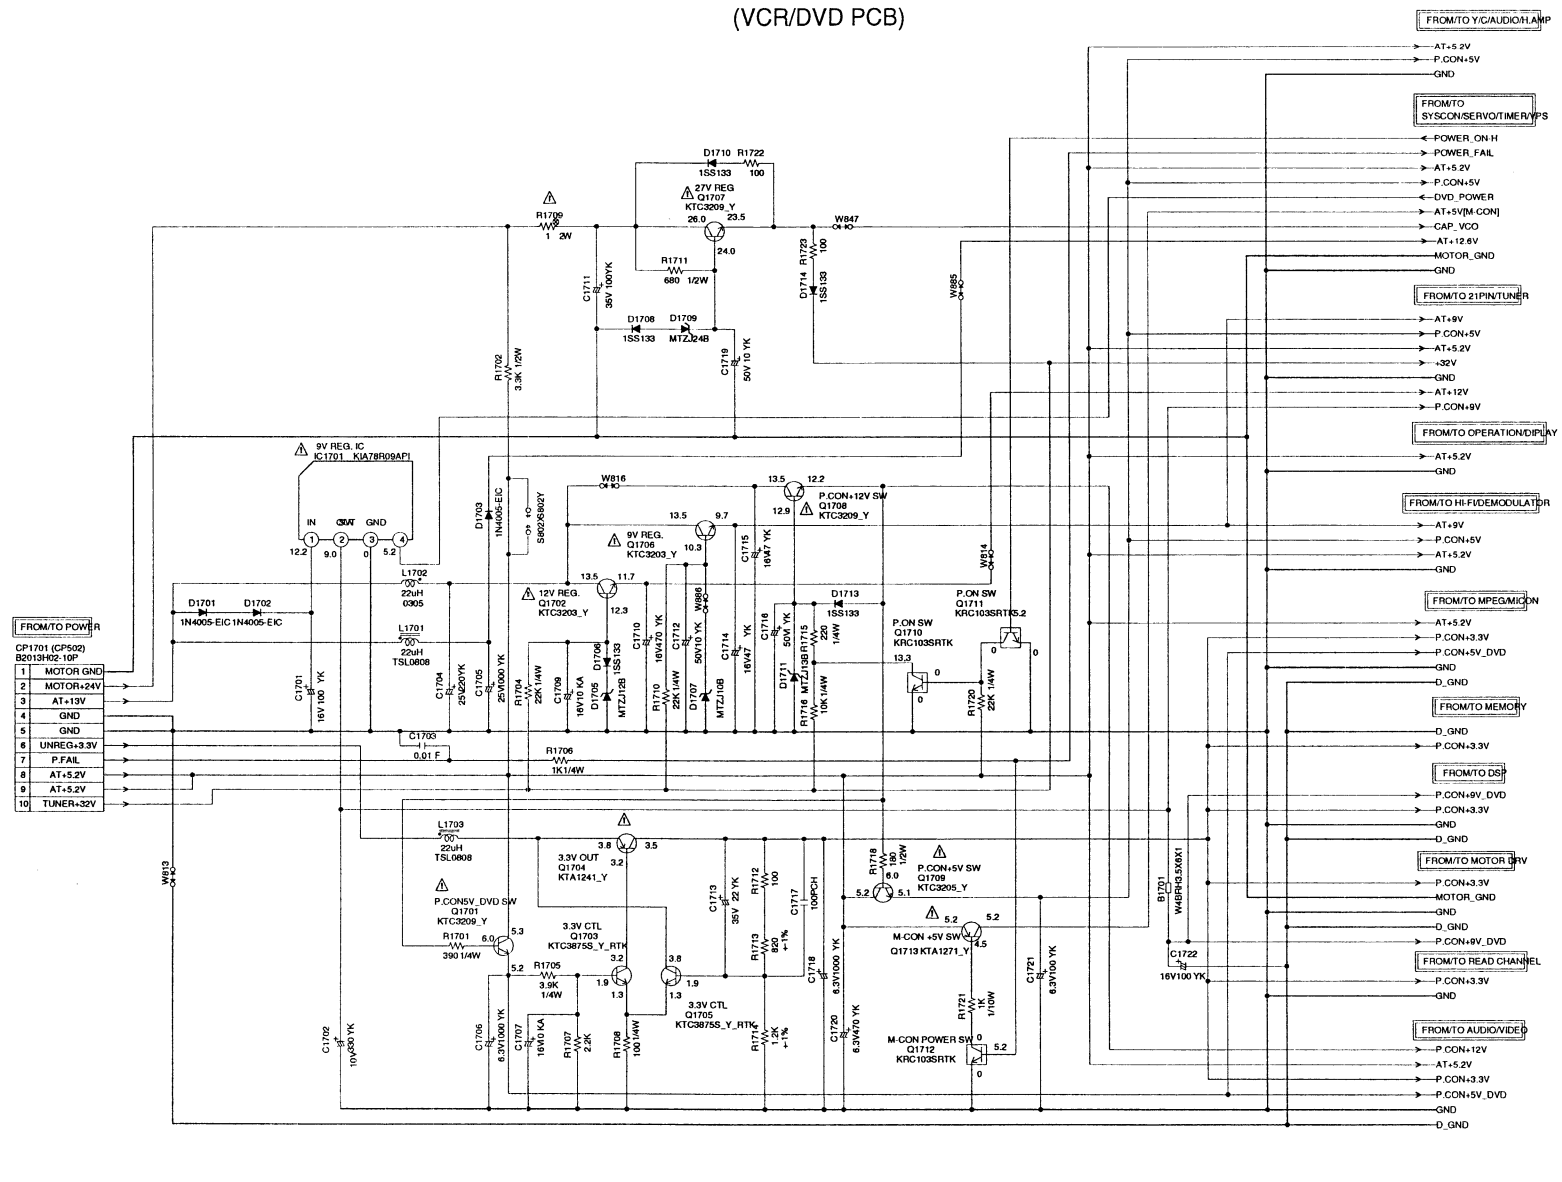 (VCR/DVD PCB)
FROM/TO Y/C/AUDIO/H.AMP
AT+5.2V
P.CON+5V
GND
FROM/TO
SYSCON/SERVO/TIMER/VPS
POWER_ON-H
POWER_FAIL
AT+5.2V
P.CON+5V
DVD_POWER
AT+5V[M-CON]
CAP_VCO
AT+12.6V
MOTOR_GND
GND
FROM/TO 21PIN/TUNER
AT+9V
P.CON+5V
AT+5.2V
+32V
GND
AT+12V
P.CON+9V
FROM/TO OPERATION/DIPLAY
AT+5.2V
GND
FROM/TO HI-FI/DEMODULATOR
AT+9V
P.CON+5V
AT+5.2V
GND
FROM/TO MPEG/MICON
AT+5.2V
P.CON+3.3V
P.CON+5V_DVD
GND
D_GND
FROM/TO MEMORY
D_GND
P.CON+3.3V
FROM/TO DSP
P.CON+9V_DVD
P.CON+3.3V
GND
D_GND
FROM/TO MOTOR DRV
P.CON+3.3V
MOTOR_GND
GND
D_GND
P.CON+9V_DVD
FROM/TO READ CHANNEL
P.CON+3.3V
GND
FROM/TO AUDIO/VIDEO
P.CON+12V
AT+5.2V
P.CON+3.3V
P.CON+5V_DVD
GND
D_GND
D1710 R1722
1SS133 100
27V REG
Q1707
KTC3209_Y
26.0 23.5
24.0
R1709
1 2W
W847
R1711
680 1/2W
C1711
35V 100YK
R1723
100
D1714
1SS133
W885
D1708
1SS133
D1709
MTZJ24B
C1719
50V 10 YK
R1702
3.3K 1/2W
9V REG. IC
IC1701 KIA78R09API
IN GND
1 2 3 4
12.2 9.0 0 5.2
D1703
1N4005-EIC
S802X
S802Y
W816
13.5 12.2
12.9
P.CON+12V SW
Q1708
KTC3209_Y
13.5 9.7
10.3
9V REG.
Q1706
KTC3203_Y
C1715
16V47 YK
W814
L1702
22uH
0305
13.5 11.7
12.3
12V REG.
Q1702
KTC3203_Y
W886
D1701 D1702
1N4005-EIC 1N4005-EIC
L1701
22uH
TSL0808
D1713
1SS133
P.ON SW
Q1711
KRC103SRTK
5.2
0 0
P.ON SW
Q1710
KRC103SRTK
13.3
0
0
FROM/TO POWER
CP1701 (CP502)
B2013H02-10P
1 MOTOR GND
2 MOTOR+24V
3 AT+13V
4 GND
5 GND
6 UNREG+3.3V
7 P.FAIL
8 AT+5.2V
9 AT+5.2V
10 TUNER+32V
C1701
16V 100 YK
C1704
25V220YK
C1705
25V1000 YK
R1704
22K 1/4W
C1709
16V10 KA
D1706
1SS133
D1705
MTZJ12B
C1710
16V470 YK
R1710
22K 1/4W
C1712
50V10 YK
D1707
MTZJ10B
C1714
16V47 YK
C1716
50V1 YK
D1711
MTZJ13B
R1715
220
1/4W
R1716
10K1/4W
R1720
22K 1/4W
C1703
0.01 F
R1706
1K1/4W
L1703
22uH
TSL0808
3.8 3.5
3.2
3.3V OUT
Q1704
KTA1241_Y
W813
P.CON5V_DVD SW
Q1701
KTC3209_Y
R1701
390 1/4W
6.0
5.3
5.2
3.3V CTL
Q1703
KTC3875S_Y_RTK
R1705
3.9K
1/4W
3.2
1.9
1.3
3.8
1.9
1.3
3.3V CTL
Q1705
KTC3875S_Y_RTK
C1713
35V 22 YK
R1712
100
C1717
100PCH
R1713
820
+-1%
R1714
1.2K
+-1%
C1718
6.3V1000 YK
C1720
6.3V470 YK
R1718
180
1/2W
6.0
5.2 5.1
P.CON+5V SW
Q1709
KTC3205_Y
M-CON +5V SW
Q1713 KTA1271_Y
5.2 5.2
4.5
R1721
1K
1/10W
C1721
6.3V100 YK
M-CON POWER SW
Q1712
KRC103SRTK
0
5.2
0
B1701
W4BRH3.5X6X1
C1722
16V100 YK
C1702
10V330 YK
C1706
6.3V1000 YK
C1707
16V10 KA
R1707
2.2K
R1708
100 1/4W